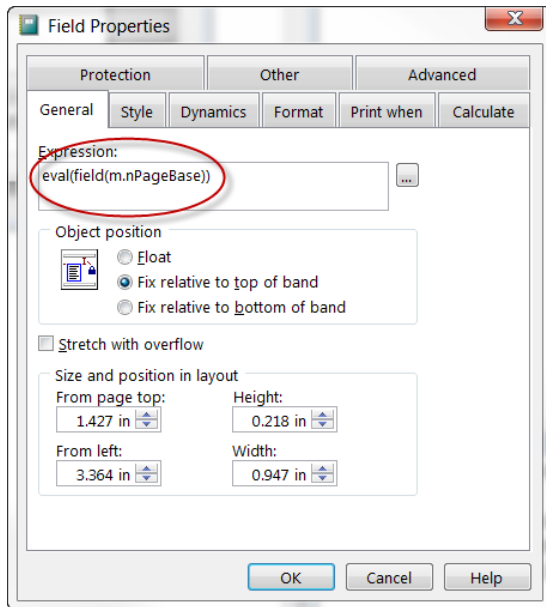 Field Properties
Protection Other Advanced
General Style Dynamics Format Print when Calculate
Expression:
eval(field(m.nPageBase))
...
Object position
Float
Fix relative to top of band
Fix relative to bottom of band
Stretch with overflow
Size and position in layout
From page top: Height:
1.427 in 0.218 in
From left: Width:
3.364 in 0.947 in
OK Cancel Help